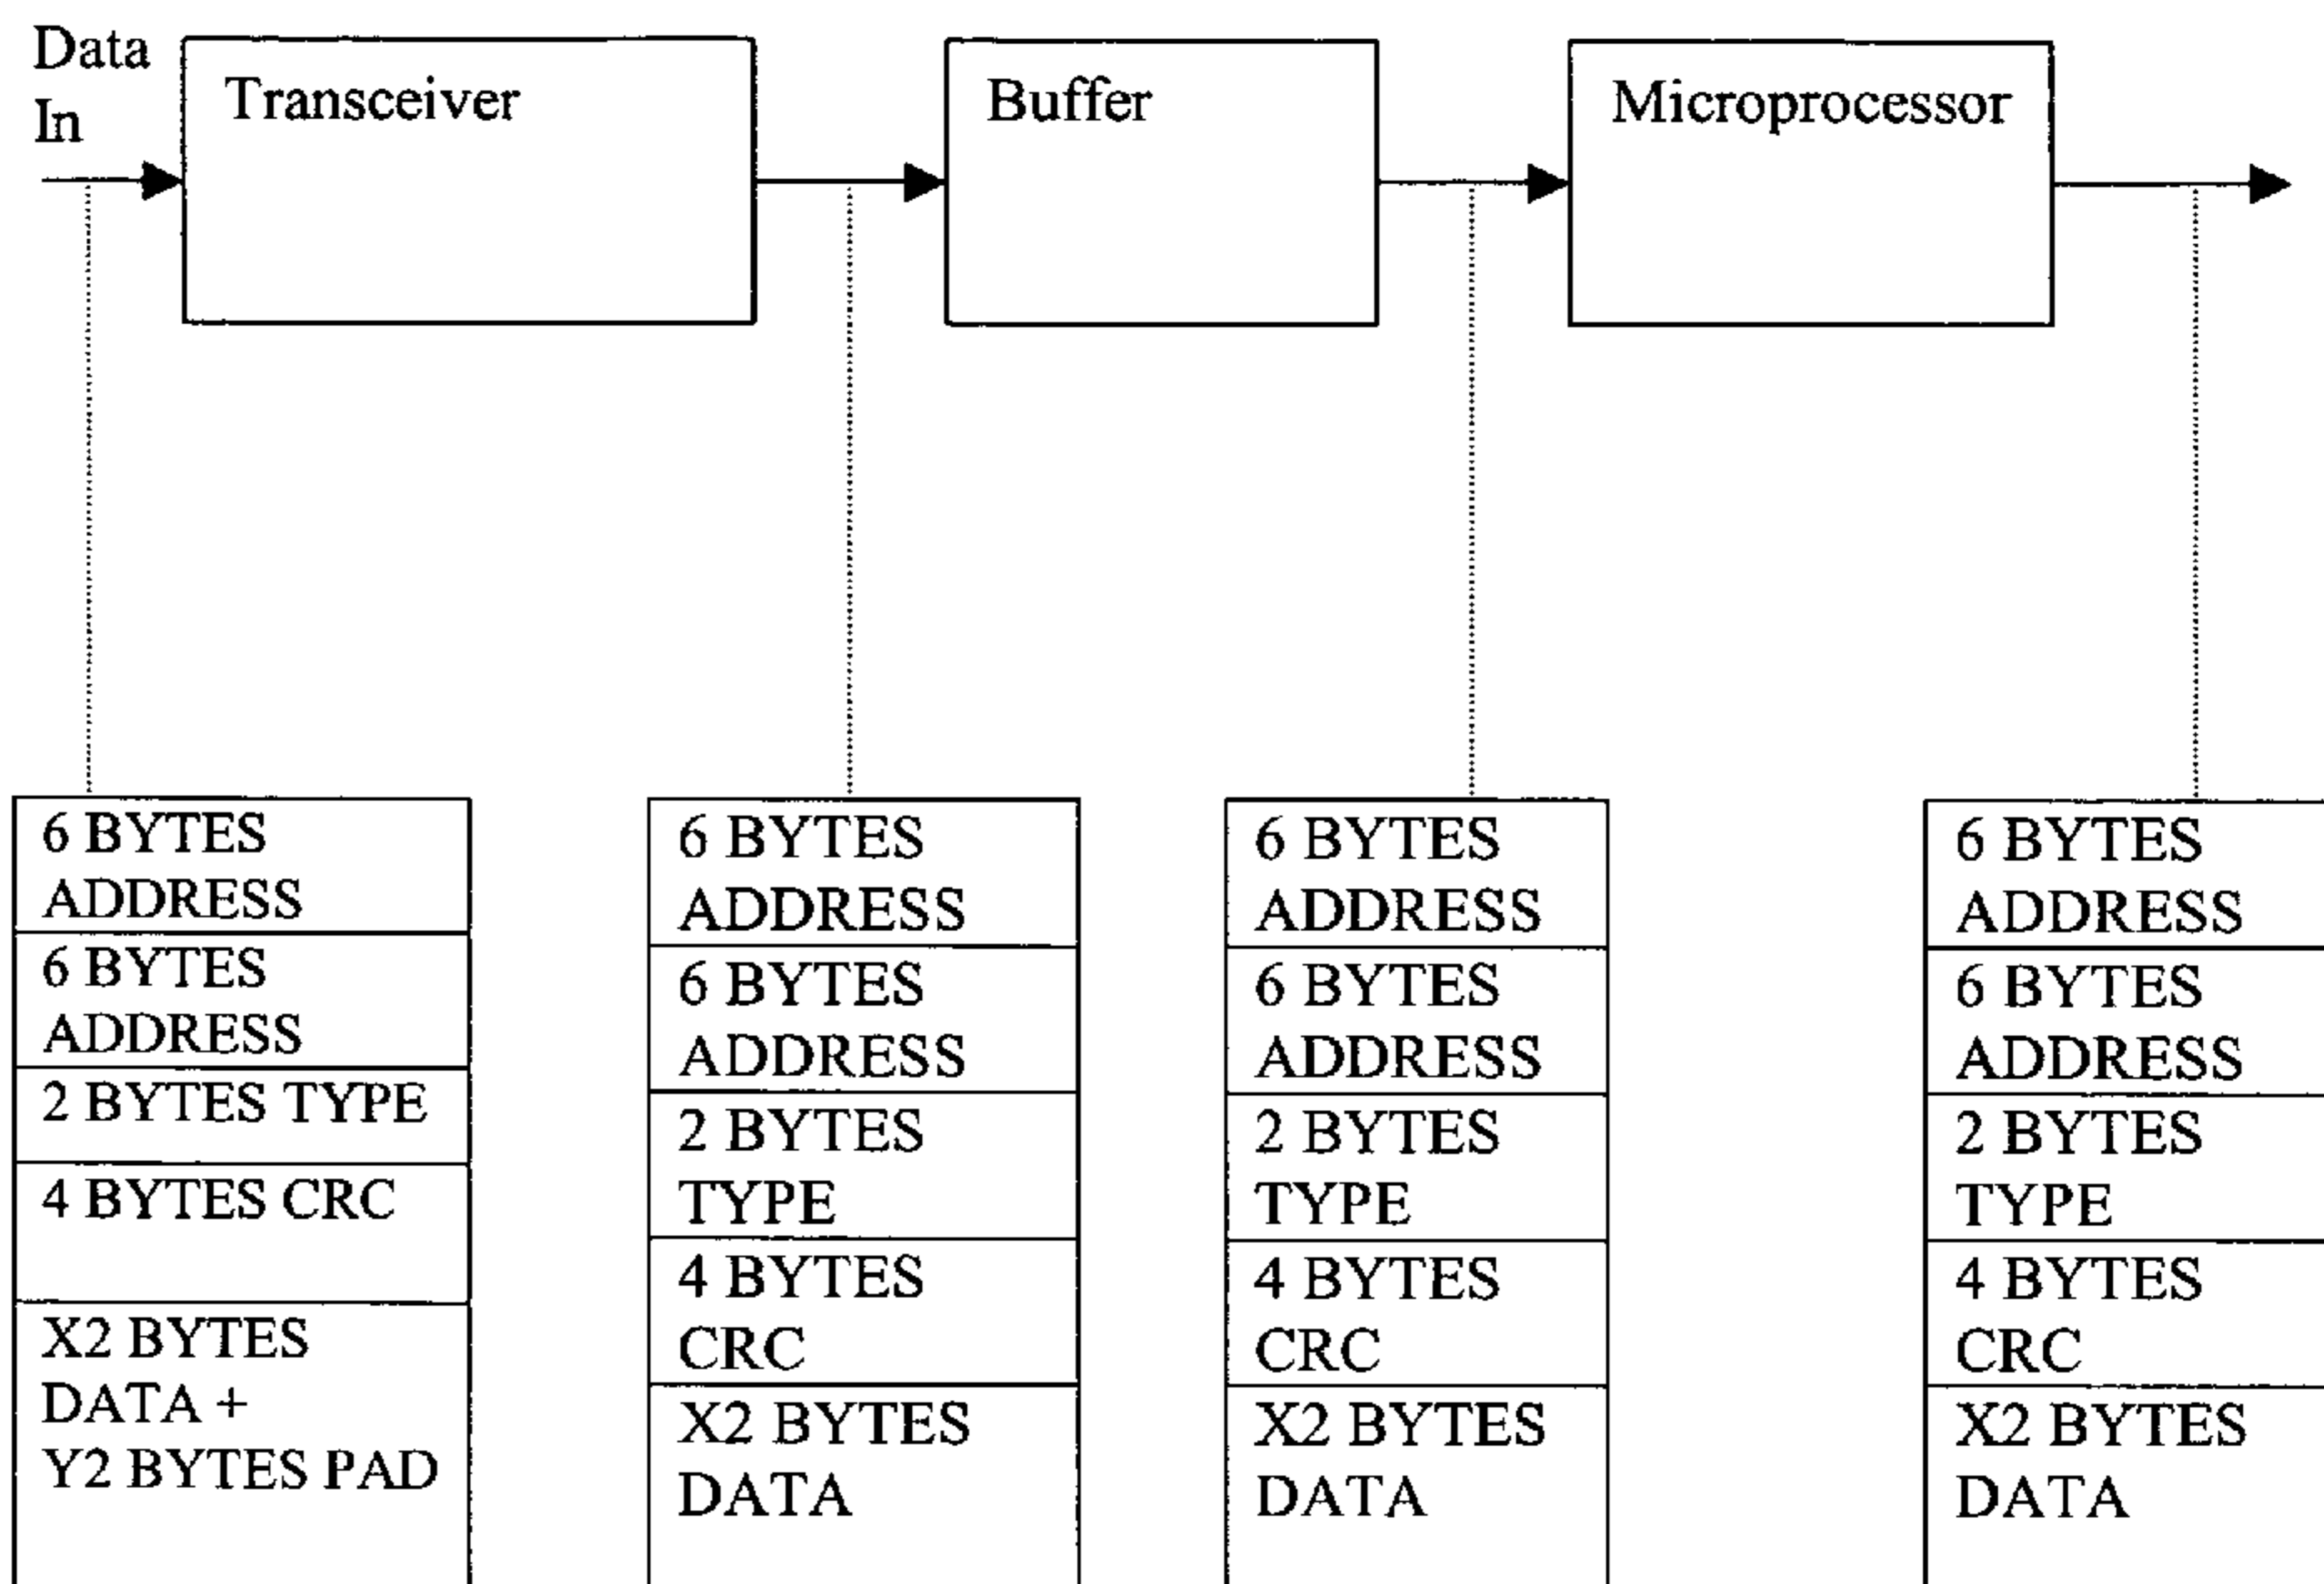 Data
In
Transceiver
Buffer
Microprocessor
6 BYTES
ADDRESS
6 BYTES
ADDRESS
2 BYTES TYPE
4 BYTES CRC
X2 BYTES
DATA +
Y2 BYTES PAD
6 BYTES
ADDRESS
6 BYTES
ADDRESS
2 BYTES
TYPE
4 BYTES
CRC
X2 BYTES
DATA
6 BYTES
ADDRESS
6 BYTES
ADDRESS
2 BYTES
TYPE
4 BYTES
CRC
X2 BYTES
DATA
6 BYTES
ADDRESS
6 BYTES
ADDRESS
2 BYTES
TYPE
4 BYTES
CRC
X2 BYTES
DATA